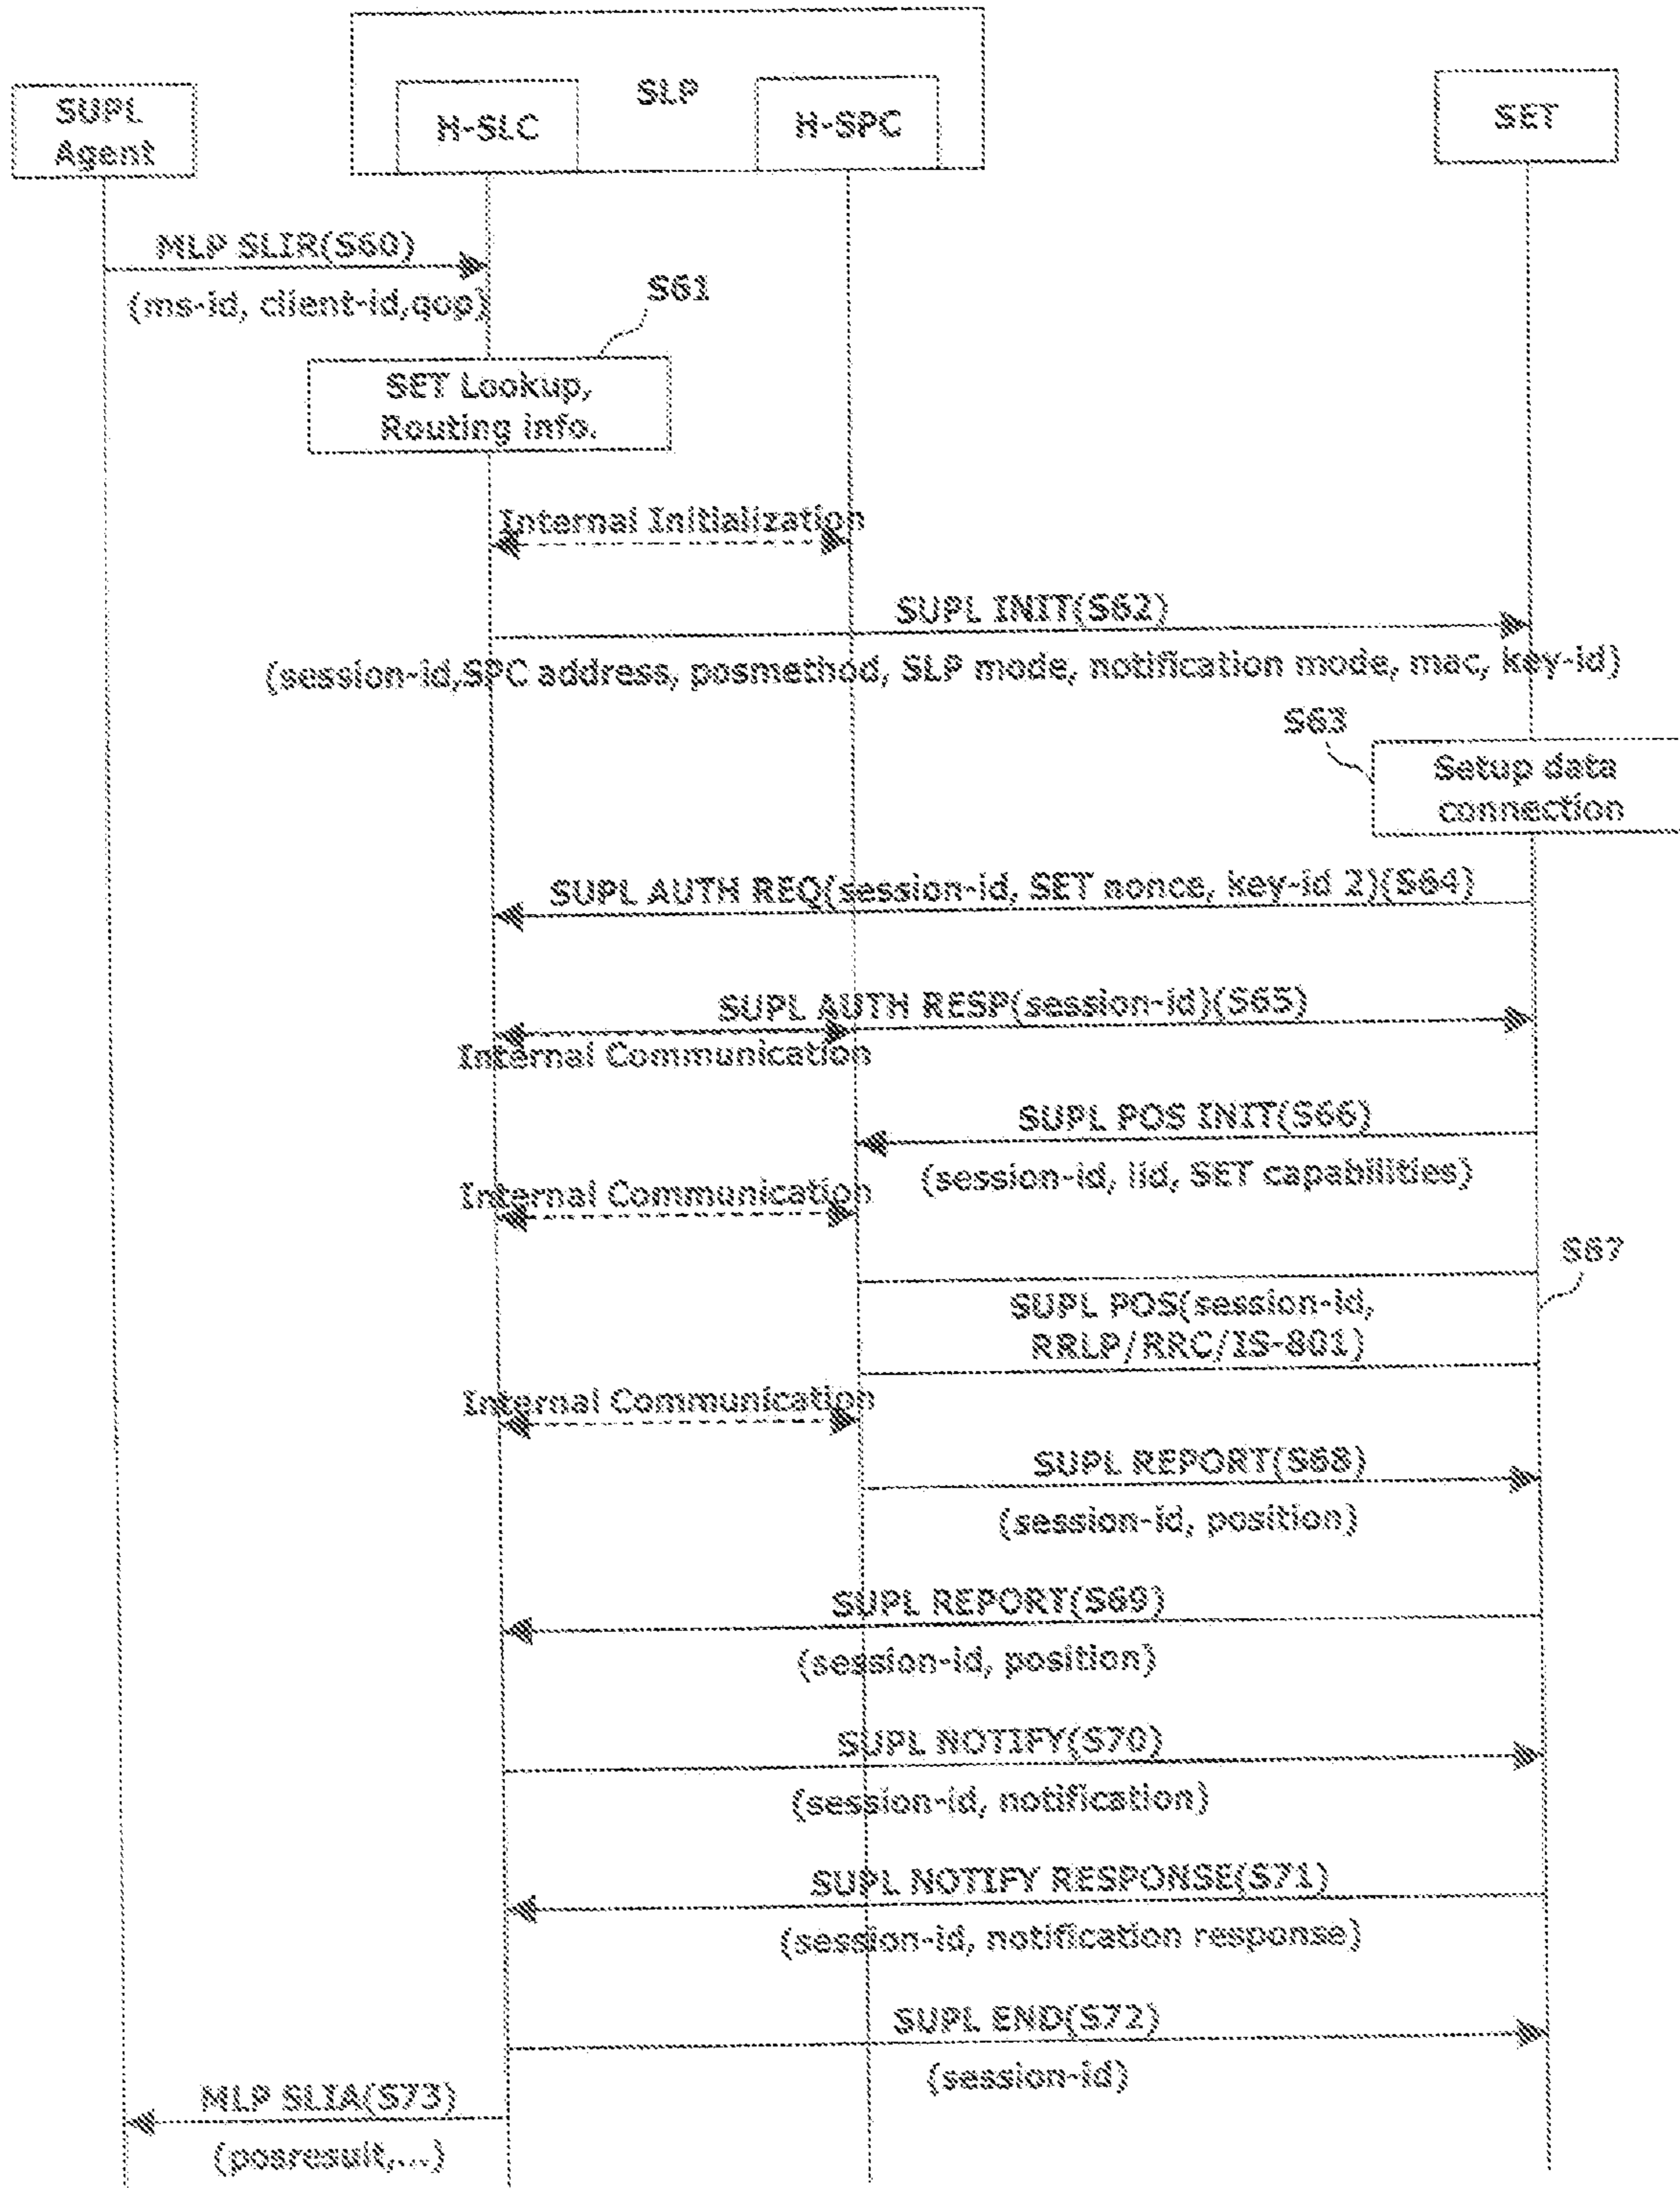 SLP
SUPL
Agent
H-SLC
H-SPC
SET
MLP SLIR(S60)
(ms-id, client-id,qop)
S61
SET Lookup,
Routing info.
Internal Initialization
SUPL INIT(S62)
(session-id,SPC address, posmethod, SLP mode, notification mode, mac, key-id)
S63
Setup data
connection
SUPL AUTH REQ(session-id, SET nonce, key-id 2)(S64)
SUPL AUTH RESP(session-id)(S65)
Internal Communication
SUPL POS INIT(S66)
(session-id, lid, SET capabilities)
Internal Communication
S67
SUPL POS(session-id,
RRLP/RRC/IS-801)
Internal Communication
SUPL REPORT(S68)
(session-id, position)
SUPL REPORT(S69)
(session-id, position)
SUPL NOTIFY(S70)
(session-id, notification)
SUPL NOTIFY RESPONSE(S71)
(session-id, notification response)
SUPL END(S72)
(session-id)
MLP SLIA(S73)
(posresult,...)